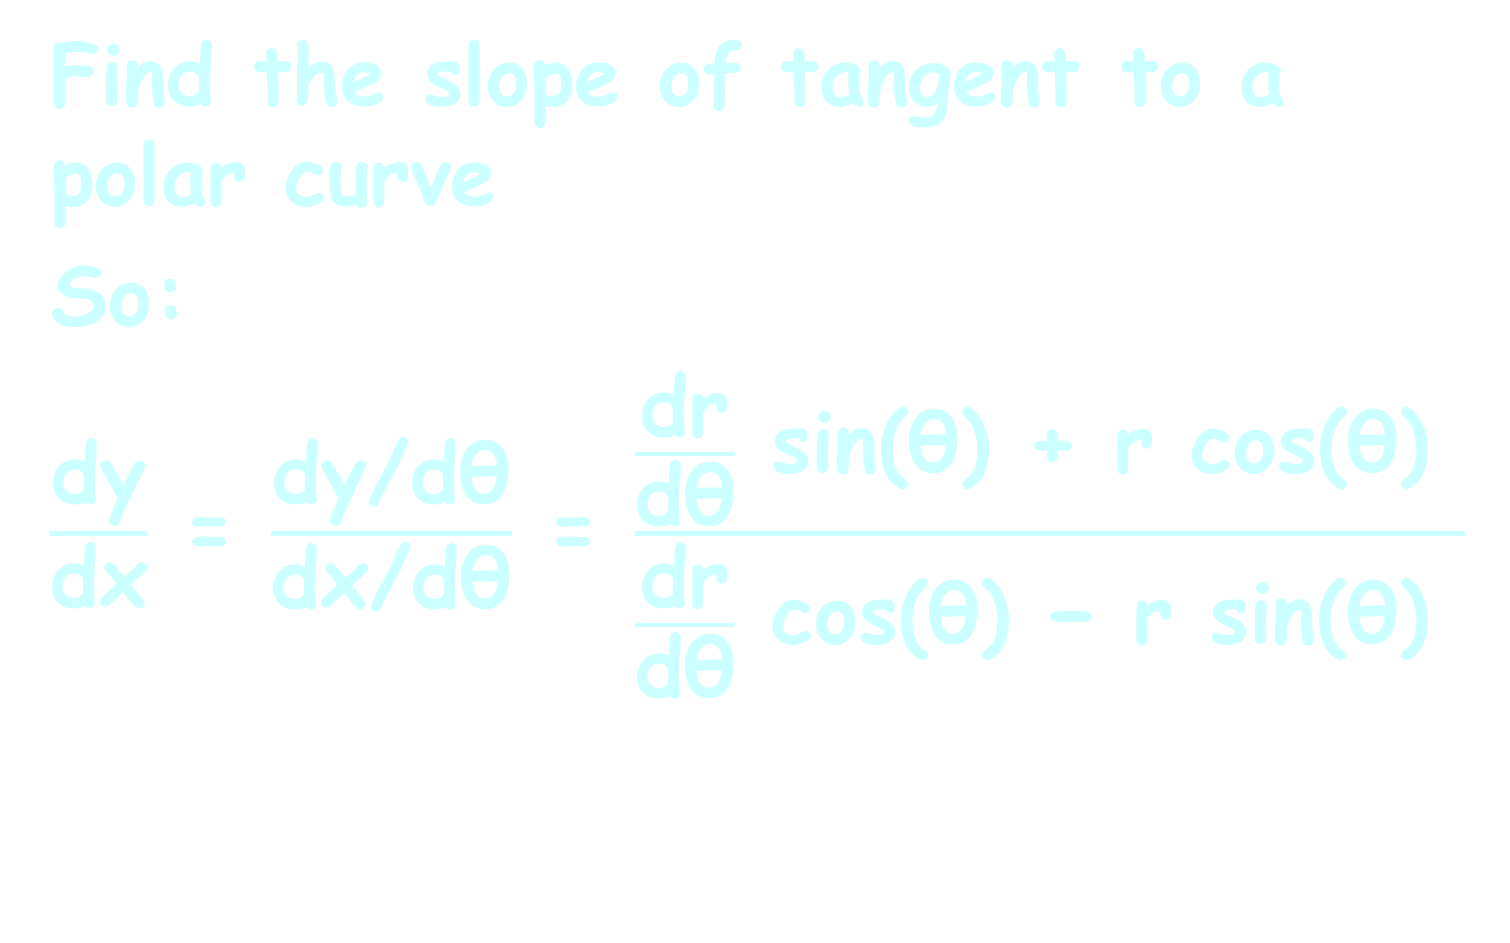 Find the slope of tangent to a
polar curve
So:
dy/dx = (dy/dθ)/(dx/dθ) = (dr/dθ sin(θ) + r cos(θ))/(dr/dθ cos(θ) − r sin(θ))